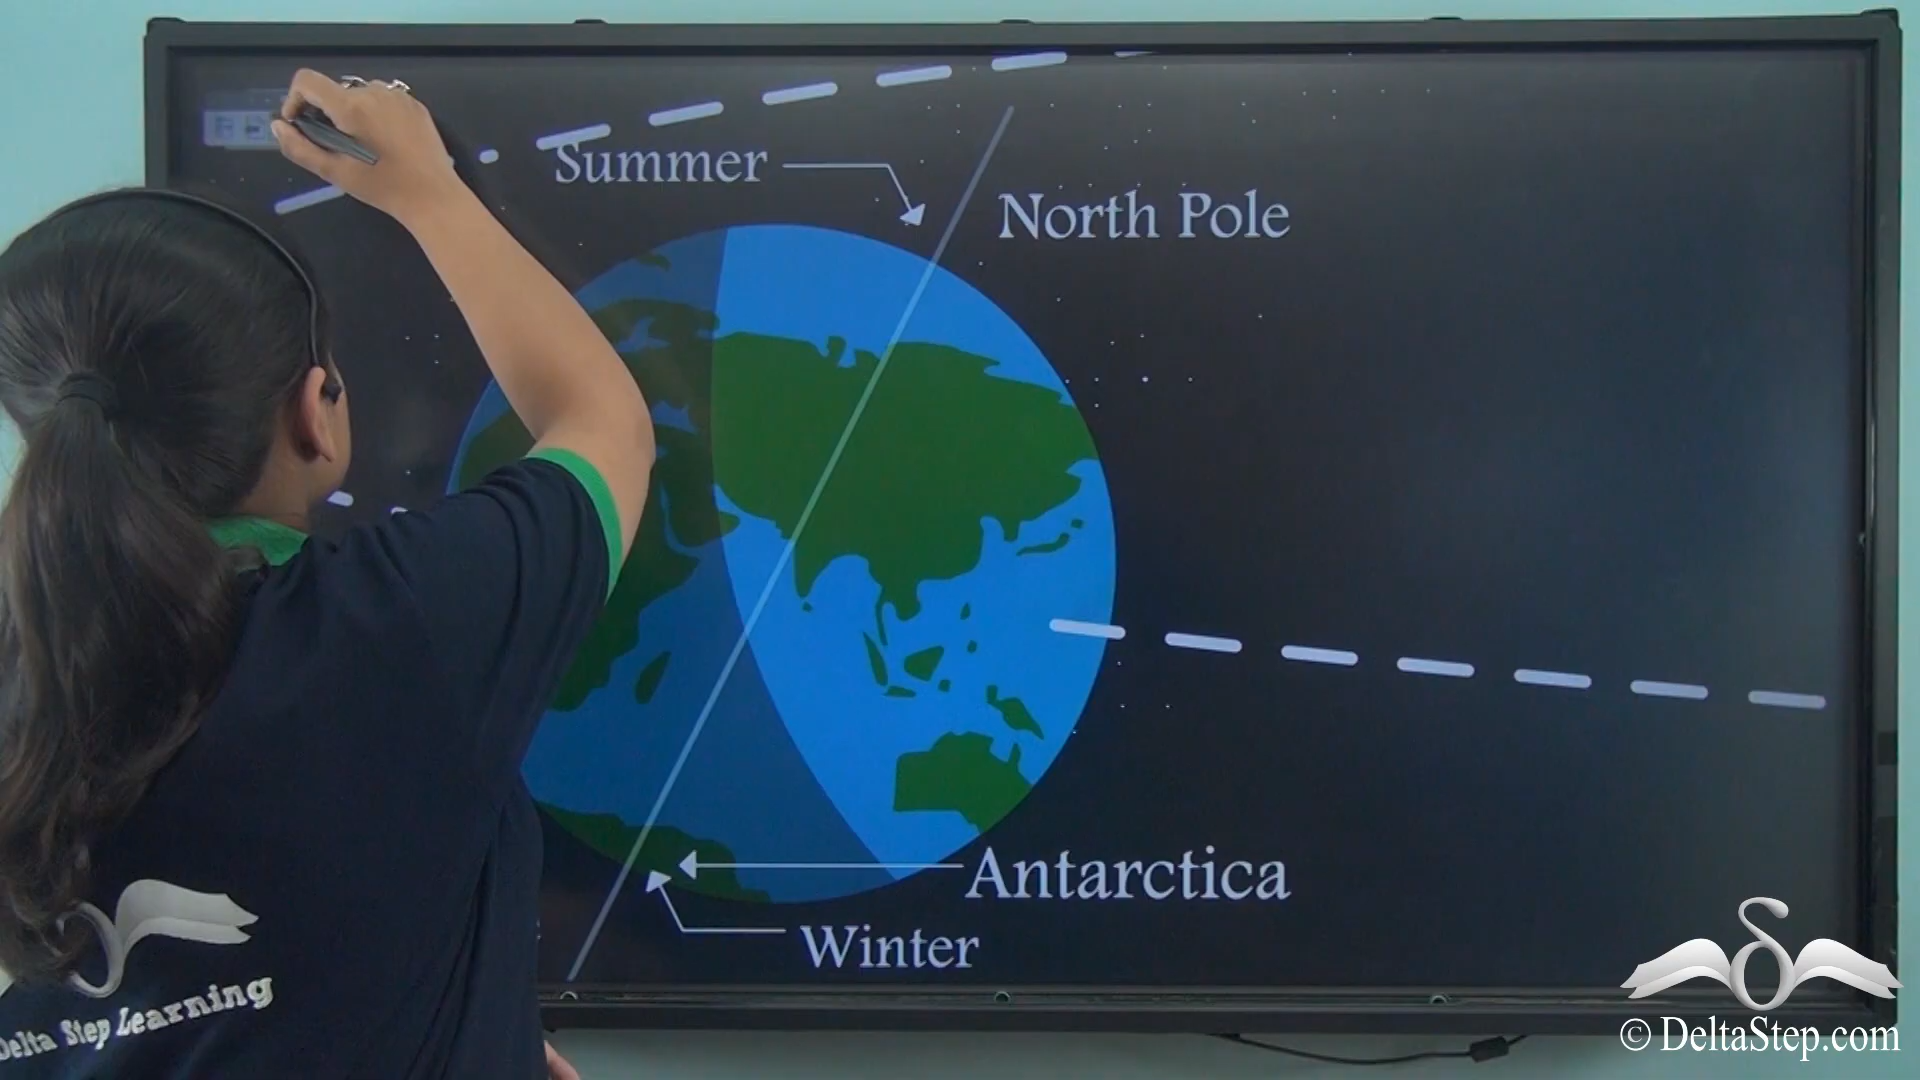 Summer
North Pole
Antarctica
Winter
Delta Step Learning
© DeltaStep.com